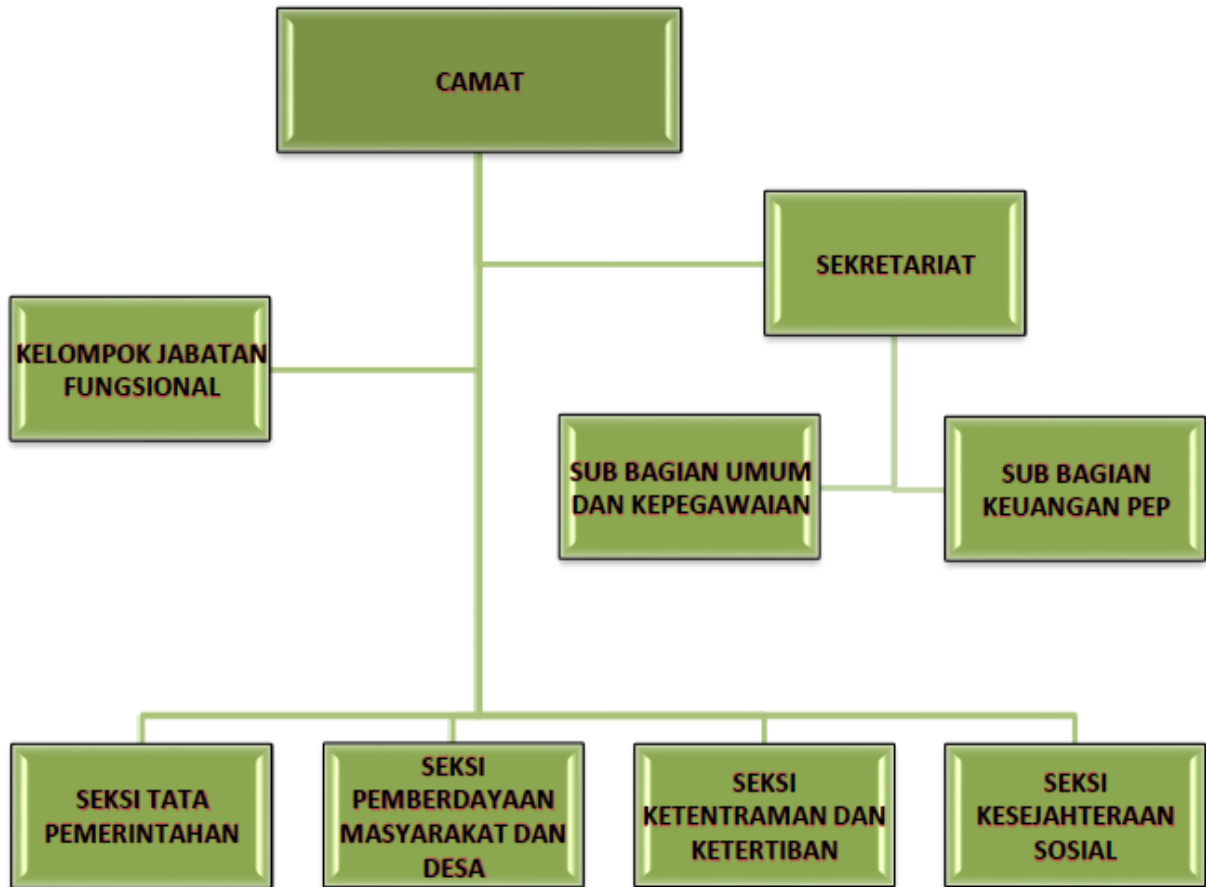 CAMAT
SEKRETARIAT
KELOMPOK JABATAN
FUNGSIONAL
SUB BAGIAN UMUM
DAN KEPEGAWAIAN
SUB BAGIAN
KEUANGAN PEP
SEKSI TATA
PEMERINTAHAN
SEKSI
PEMBERDAYAAN
MASYARAKAT DAN
DESA
SEKSI
KETENTRAMAN DAN
KETERTIBAN
SEKSI
KESEJAHTERAAN
SOSIAL